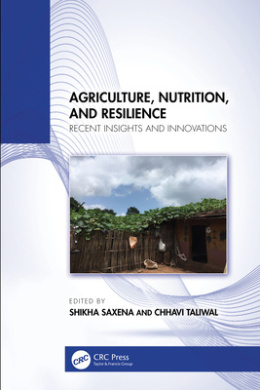 AGRICULTURE, NUTRITION,
AND RESILIENCE
RECENT INSIGHTS AND INNOVATIONS
EDITED BY
SHIKHA SAXENA AND CHHAVI TALIWAL
CRC
CRC Press
Taylor & Francis Group